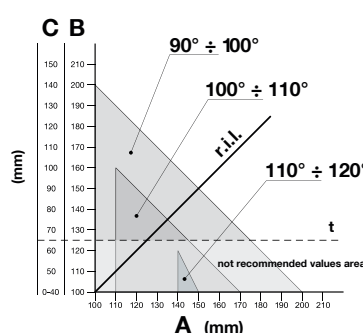 C B
90° ÷ 100°
100° ÷ 110°
110° ÷ 120°
r.i.l.
t
not recommended values area
(mm)
150 210
140 200
130 190
120 180
110 170
100 160
90 150
80 140
70 130
60 120
50 110
0-40 100
100 110 120 130 140 150 160 170 180 190 200 210
A (mm)